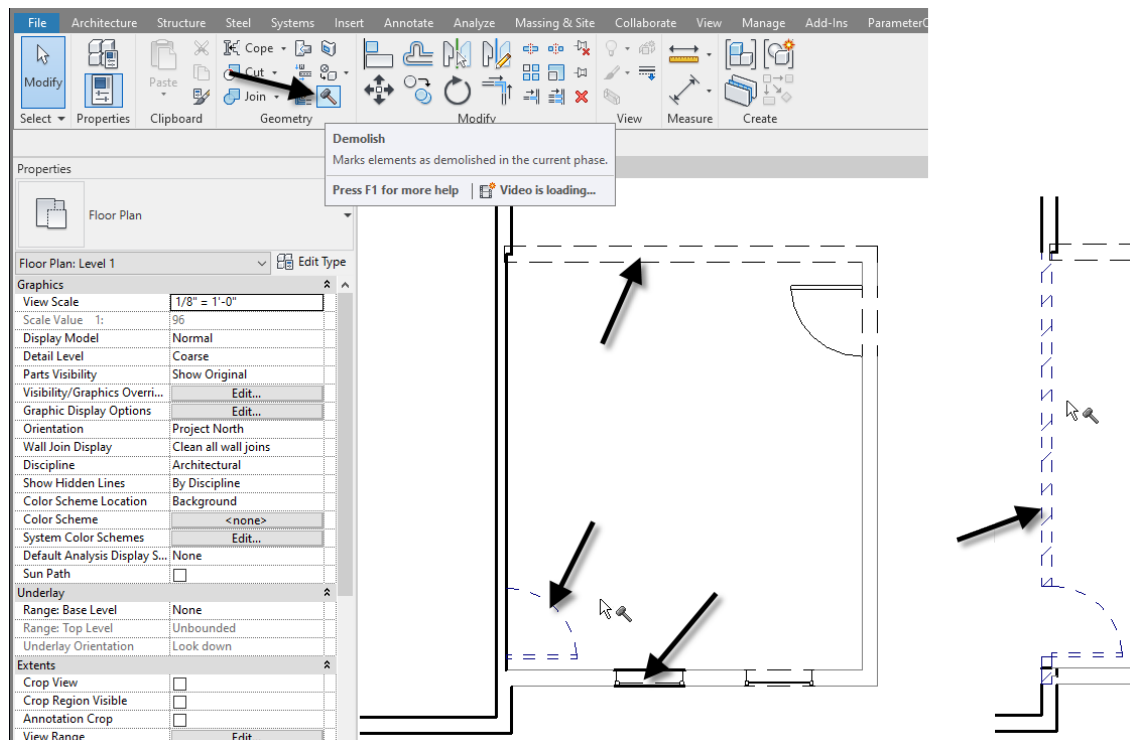 File Architecture Structure Steel Systems Insert Annotate Analyze Massing & Site Collaborate View Manage Add-Ins
Cope
Cut
Join
Modify
Paste
Select Properties Clipboard Geometry Modify View Measure Create
Demolish
Marks elements as demolished in the current phase.
Press F1 for more help Video is loading...
Properties
Floor Plan
Floor Plan: Level 1 Edit Type
Graphics
View Scale 1/8" = 1'-0"
Scale Value 1: 96
Display Model Normal
Detail Level Coarse
Parts Visibility Show Original
Visibility/Graphics Overri... Edit...
Graphic Display Options Edit...
Orientation Project North
Wall Join Display Clean all wall joins
Discipline Architectural
Show Hidden Lines By Discipline
Color Scheme Location Background
Color Scheme <none>
System Color Schemes Edit...
Default Analysis Display S... None
Sun Path
Underlay
Range: Base Level None
Range: Top Level Unbounded
Underlay Orientation Look down
Extents
Crop View
Crop Region Visible
Annotation Crop
View Range Edit...